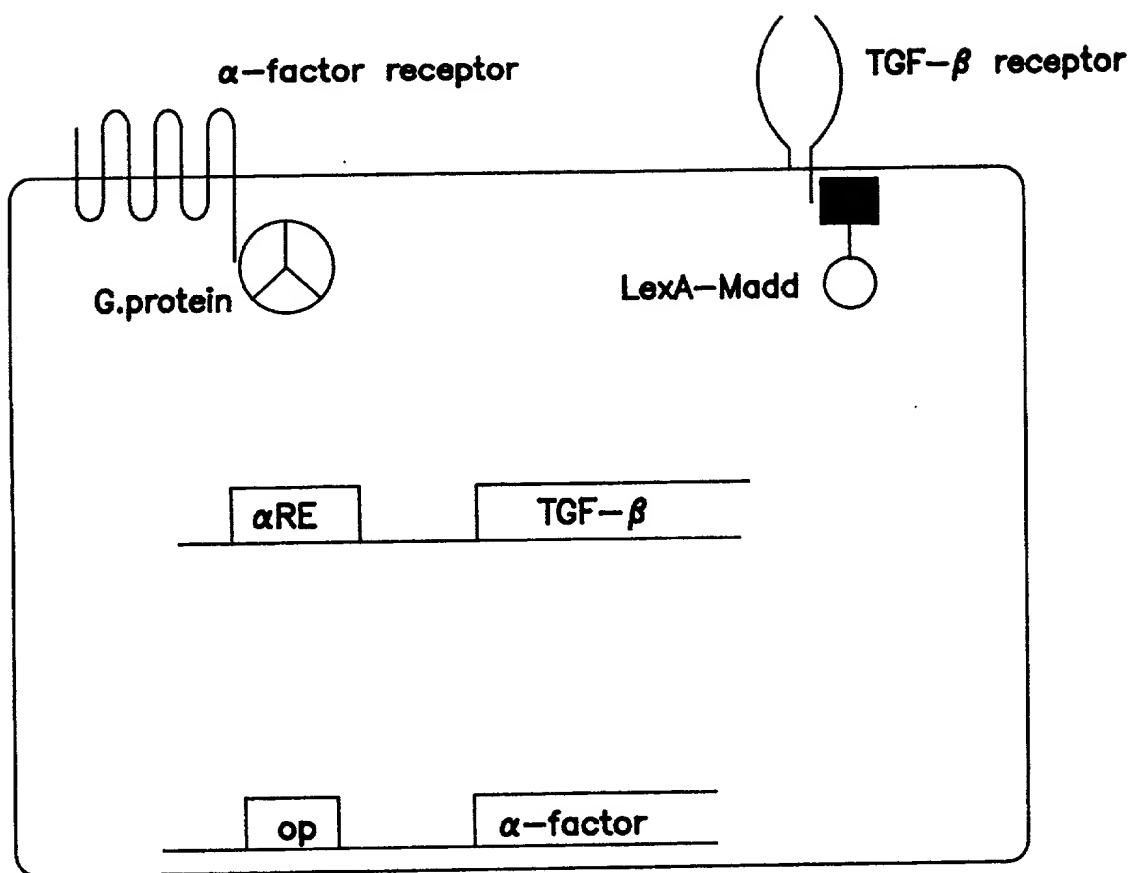 α-factor receptor
TGF-β receptor
G.protein
LexA-Madd
αRE
TGF-β
op
α-factor